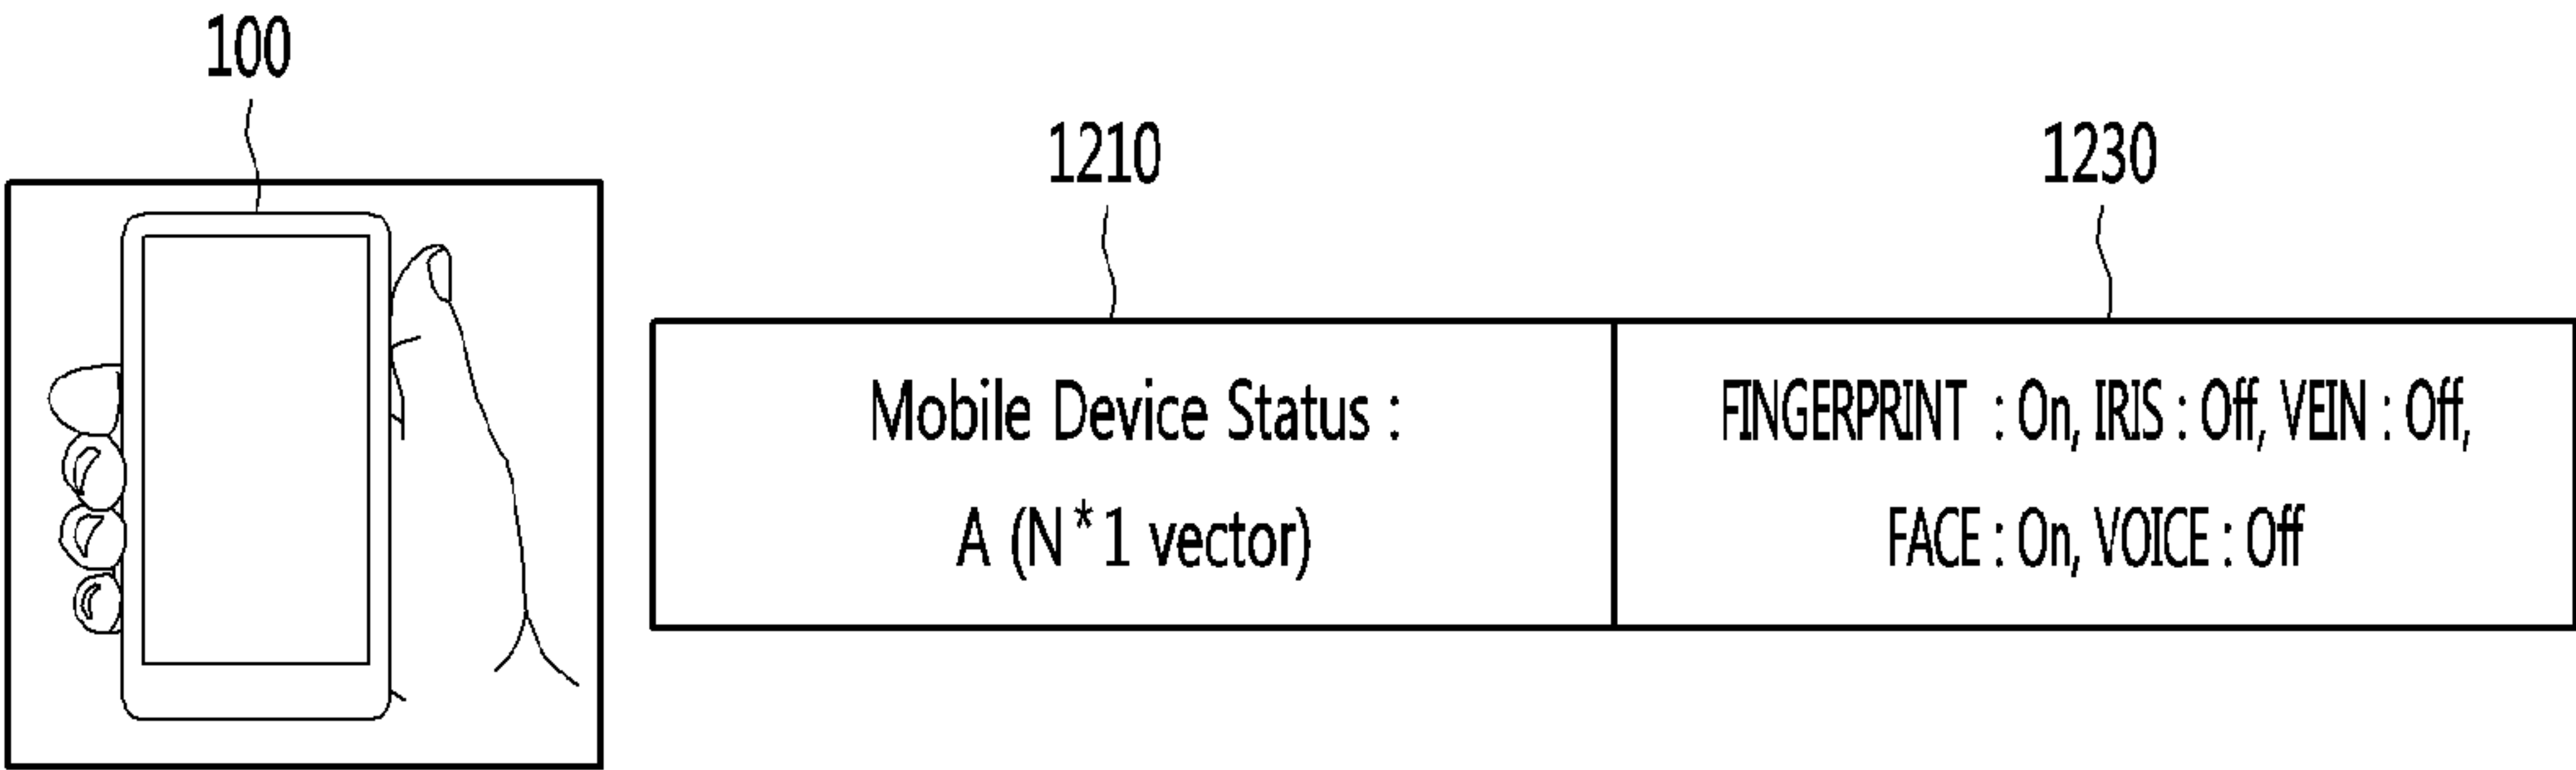 100
1210
1230
Mobile Device Status :
A (N*1 vector)
FINGERPRINT : On, IRIS : Off, VEIN : Off,
FACE : On, VOICE : Off